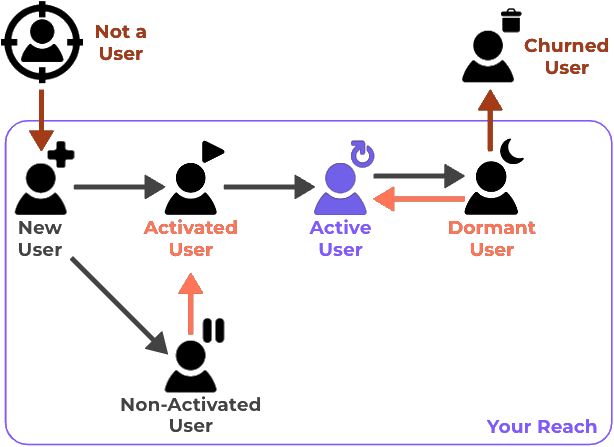 Not a
User
Churned
User
New
User
Activated
User
Active
User
Dormant
User
Non-Activated
User
Your Reach